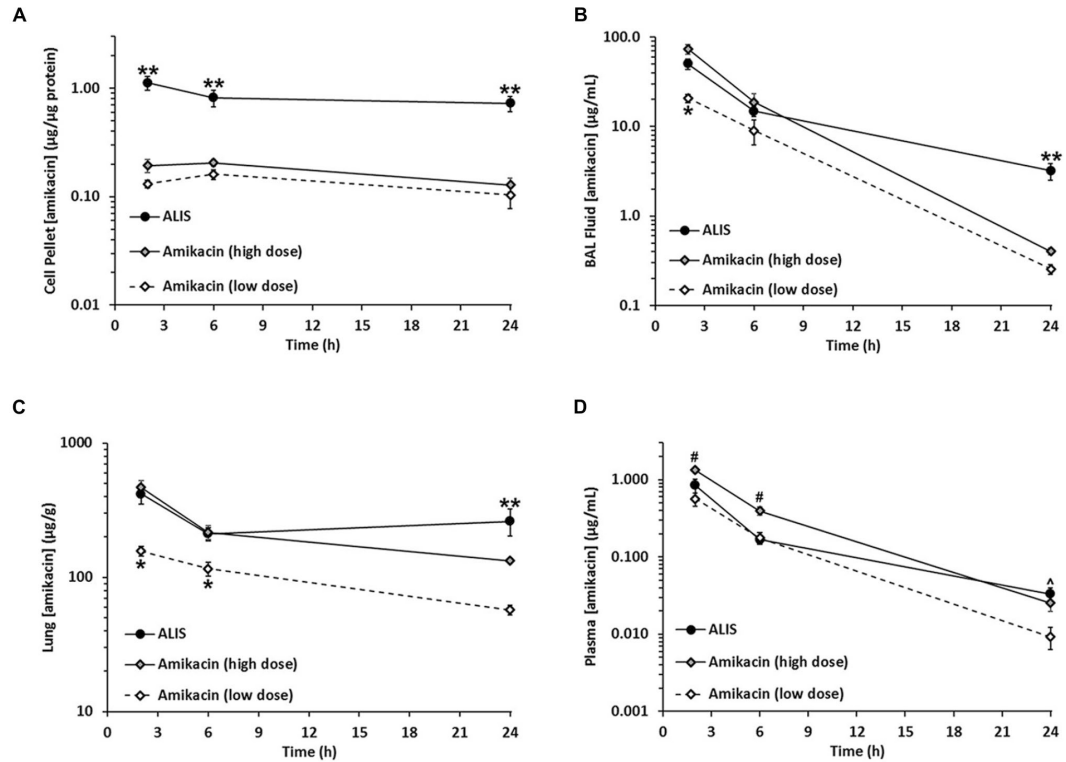 A
Cell Pellet [amikacin] (µg/µg protein)
1.00
0.10
0.01
** ** **
ALIS
Amikacin (high dose)
Amikacin (low dose)
0 3 6 9 12 15 18 21 24
Time (h)
B
BAL Fluid [amikacin] (µg/mL)
100.0
10.0
1.0
0.1
*
**
ALIS
Amikacin (high dose)
Amikacin (low dose)
0 3 6 9 12 15 18 21 24
Time (h)
C
Lung [amikacin] (µg/g)
1000
100
10
**
* *
ALIS
Amikacin (high dose)
Amikacin (low dose)
0 3 6 9 12 15 18 21 24
Time (h)
D
Plasma [amikacin] (µg/mL)
1.000
0.100
0.010
0.001
#
#
^
ALIS
Amikacin (high dose)
Amikacin (low dose)
0 3 6 9 12 15 18 21 24
Time (h)